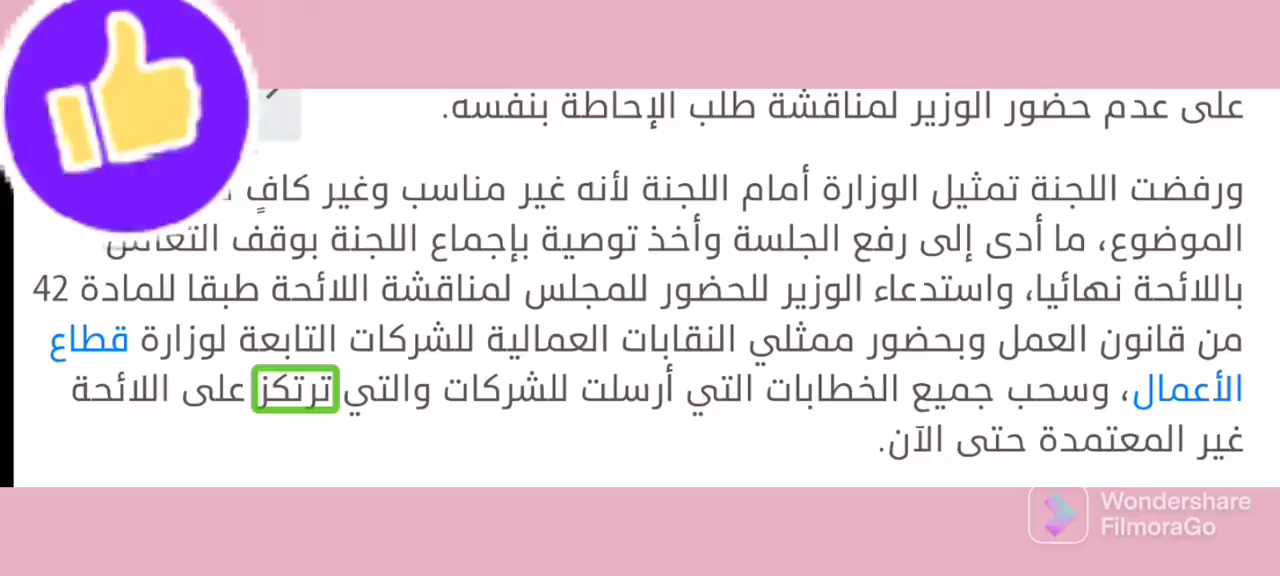 على عدم حضور الوزير لمناقشة طلب الإحاطة بنفسه.
ورفضت اللجنة تمثيل الوزارة أمام اللجنة لأنه غير مناسب وغير كافٍ
الموضوع، ما أدى إلى رفع الجلسة وأخذ توصية بإجماع اللجنة بوقف
باللائحة نهائيا، واستدعاء الوزير للحضور للمجلس لمناقشة اللائحة طبقا للمادة 42
من قانون العمل وبحضور ممثلي النقابات العمالية للشركات التابعة لوزارة قطاع
الأعمال، وسحب جميع الخطابات التي أرسلت للشركات والتي ترتكز على اللائحة
غير المعتمدة حتى الآن.
Wondershare
FilmoraGo